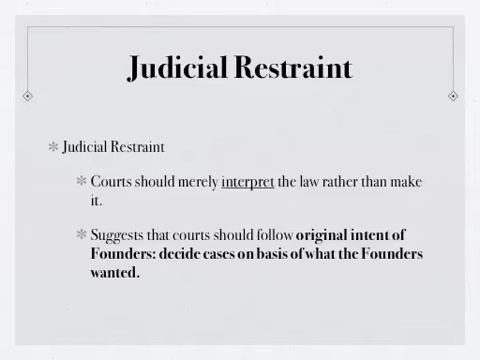 Judicial Restraint
Judicial Restraint
Courts should merely interpret the law rather than make
it.
Suggests that courts should follow original intent of
Founders: decide cases on basis of what the Founders
wanted.